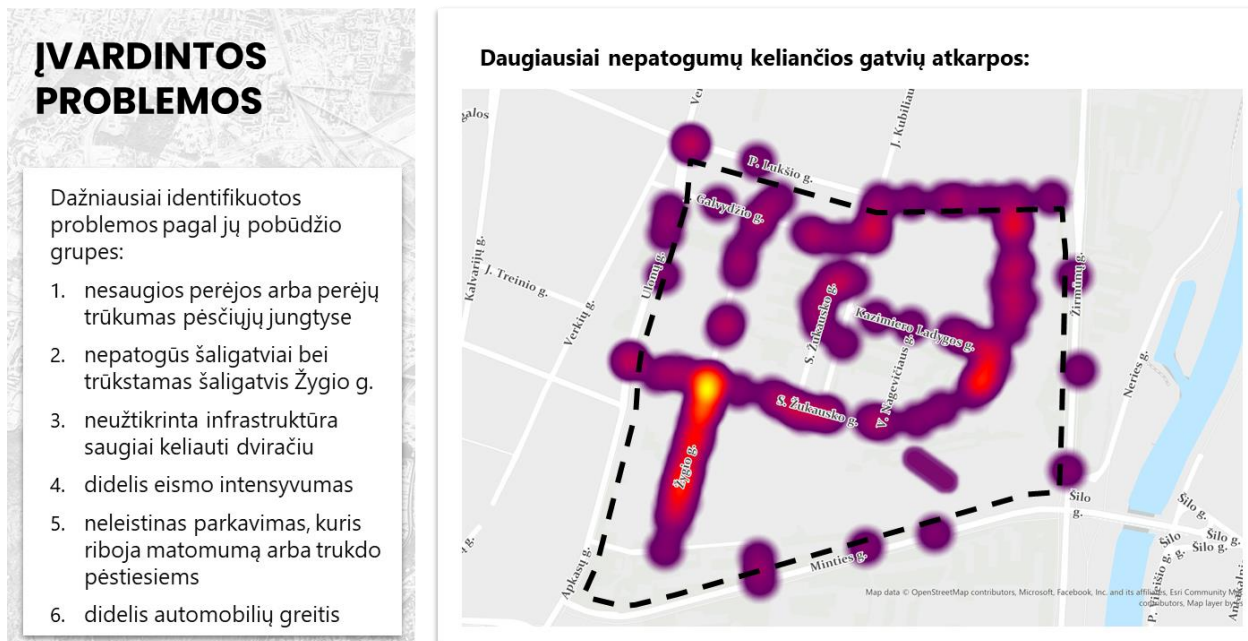 ĮVARDINTOS
PROBLEMOS
Dažniausiai identifikuotos
problemos pagal jų pobūdžio
grupes:
1. nesaugios perėjos arba perėjų
trūkumas pėsčiųjų jungtyse
2. nepatogūs šaligatviai bei
trūkstamas šaligatvis Žygio g.
3. neužtikrinta infrastruktūra
saugiai keliauti dviračiu
4. didelis eismo intensyvumas
5. neleistinas parkavimas, kuris
riboja matomumą arba trukdo
pėstiesiems
6. didelis automobilių greitis
Daugiausiai nepatogumų keliančios gatvių atkarpos:
P. Lukšio g.
J. Kubiliau
Galvydžio g.
Kalvarijų g.
J. Treinio g.
Verkių g.
Ulonų g.
Žirmūnų g.
S. Žukausko g.
Kazimiero Ladygos g.
V. Nagevičiaus g.
S. Žukausko g.
Neries g.
Žygio g.
Šilo
g.
Šilo g.
Šilo
g.
Šilo g.
Šilo g.
Minties g.
Apkasų g.
P. Vileišio g.
Map data © OpenStreetMap contributors, Microsoft, Facebook, Inc. and its affiliates, Esri Community M
contributors, Map layer by